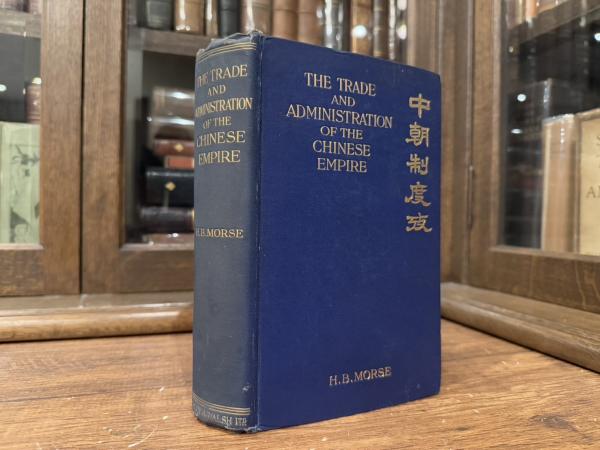 THE TRADE
AND
ADMINISTRATION
OF THE
CHINESE
EMPIRE
H.B.MORSE
THE TRADE
AND
ADMINISTRATION
OF THE
CHINESE
EMPIRE
中朝制度攷
H.B.MORSE